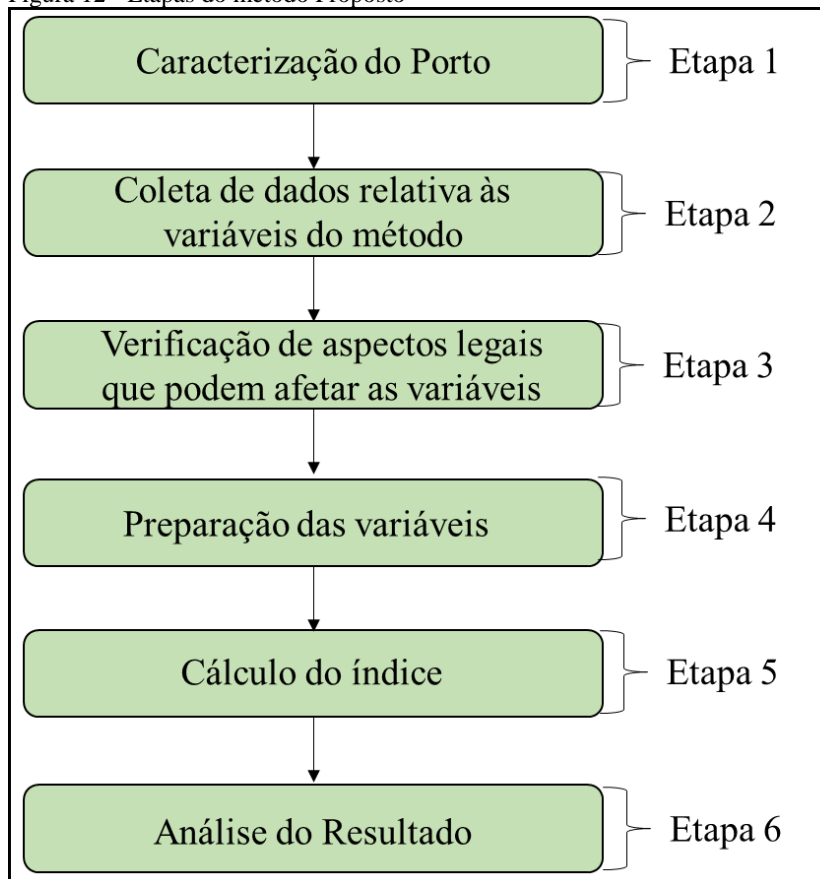 Figura 12 - Etapas do método Proposto
Caracterização do Porto
Etapa 1
Coleta de dados relativa às
variáveis do método
Etapa 2
Verificação de aspectos legais
que podem afetar as variáveis
Etapa 3
Preparação das variáveis
Etapa 4
Cálculo do índice
Etapa 5
Análise do Resultado
Etapa 6